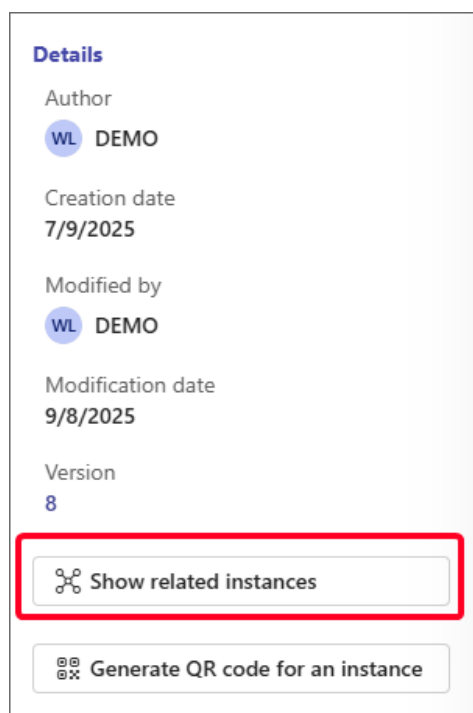 Details
Author
WL DEMO
Creation date
7/9/2025
Modified by
WL DEMO
Modification date
9/8/2025
Version
8
Show related instances
Generate QR code for an instance